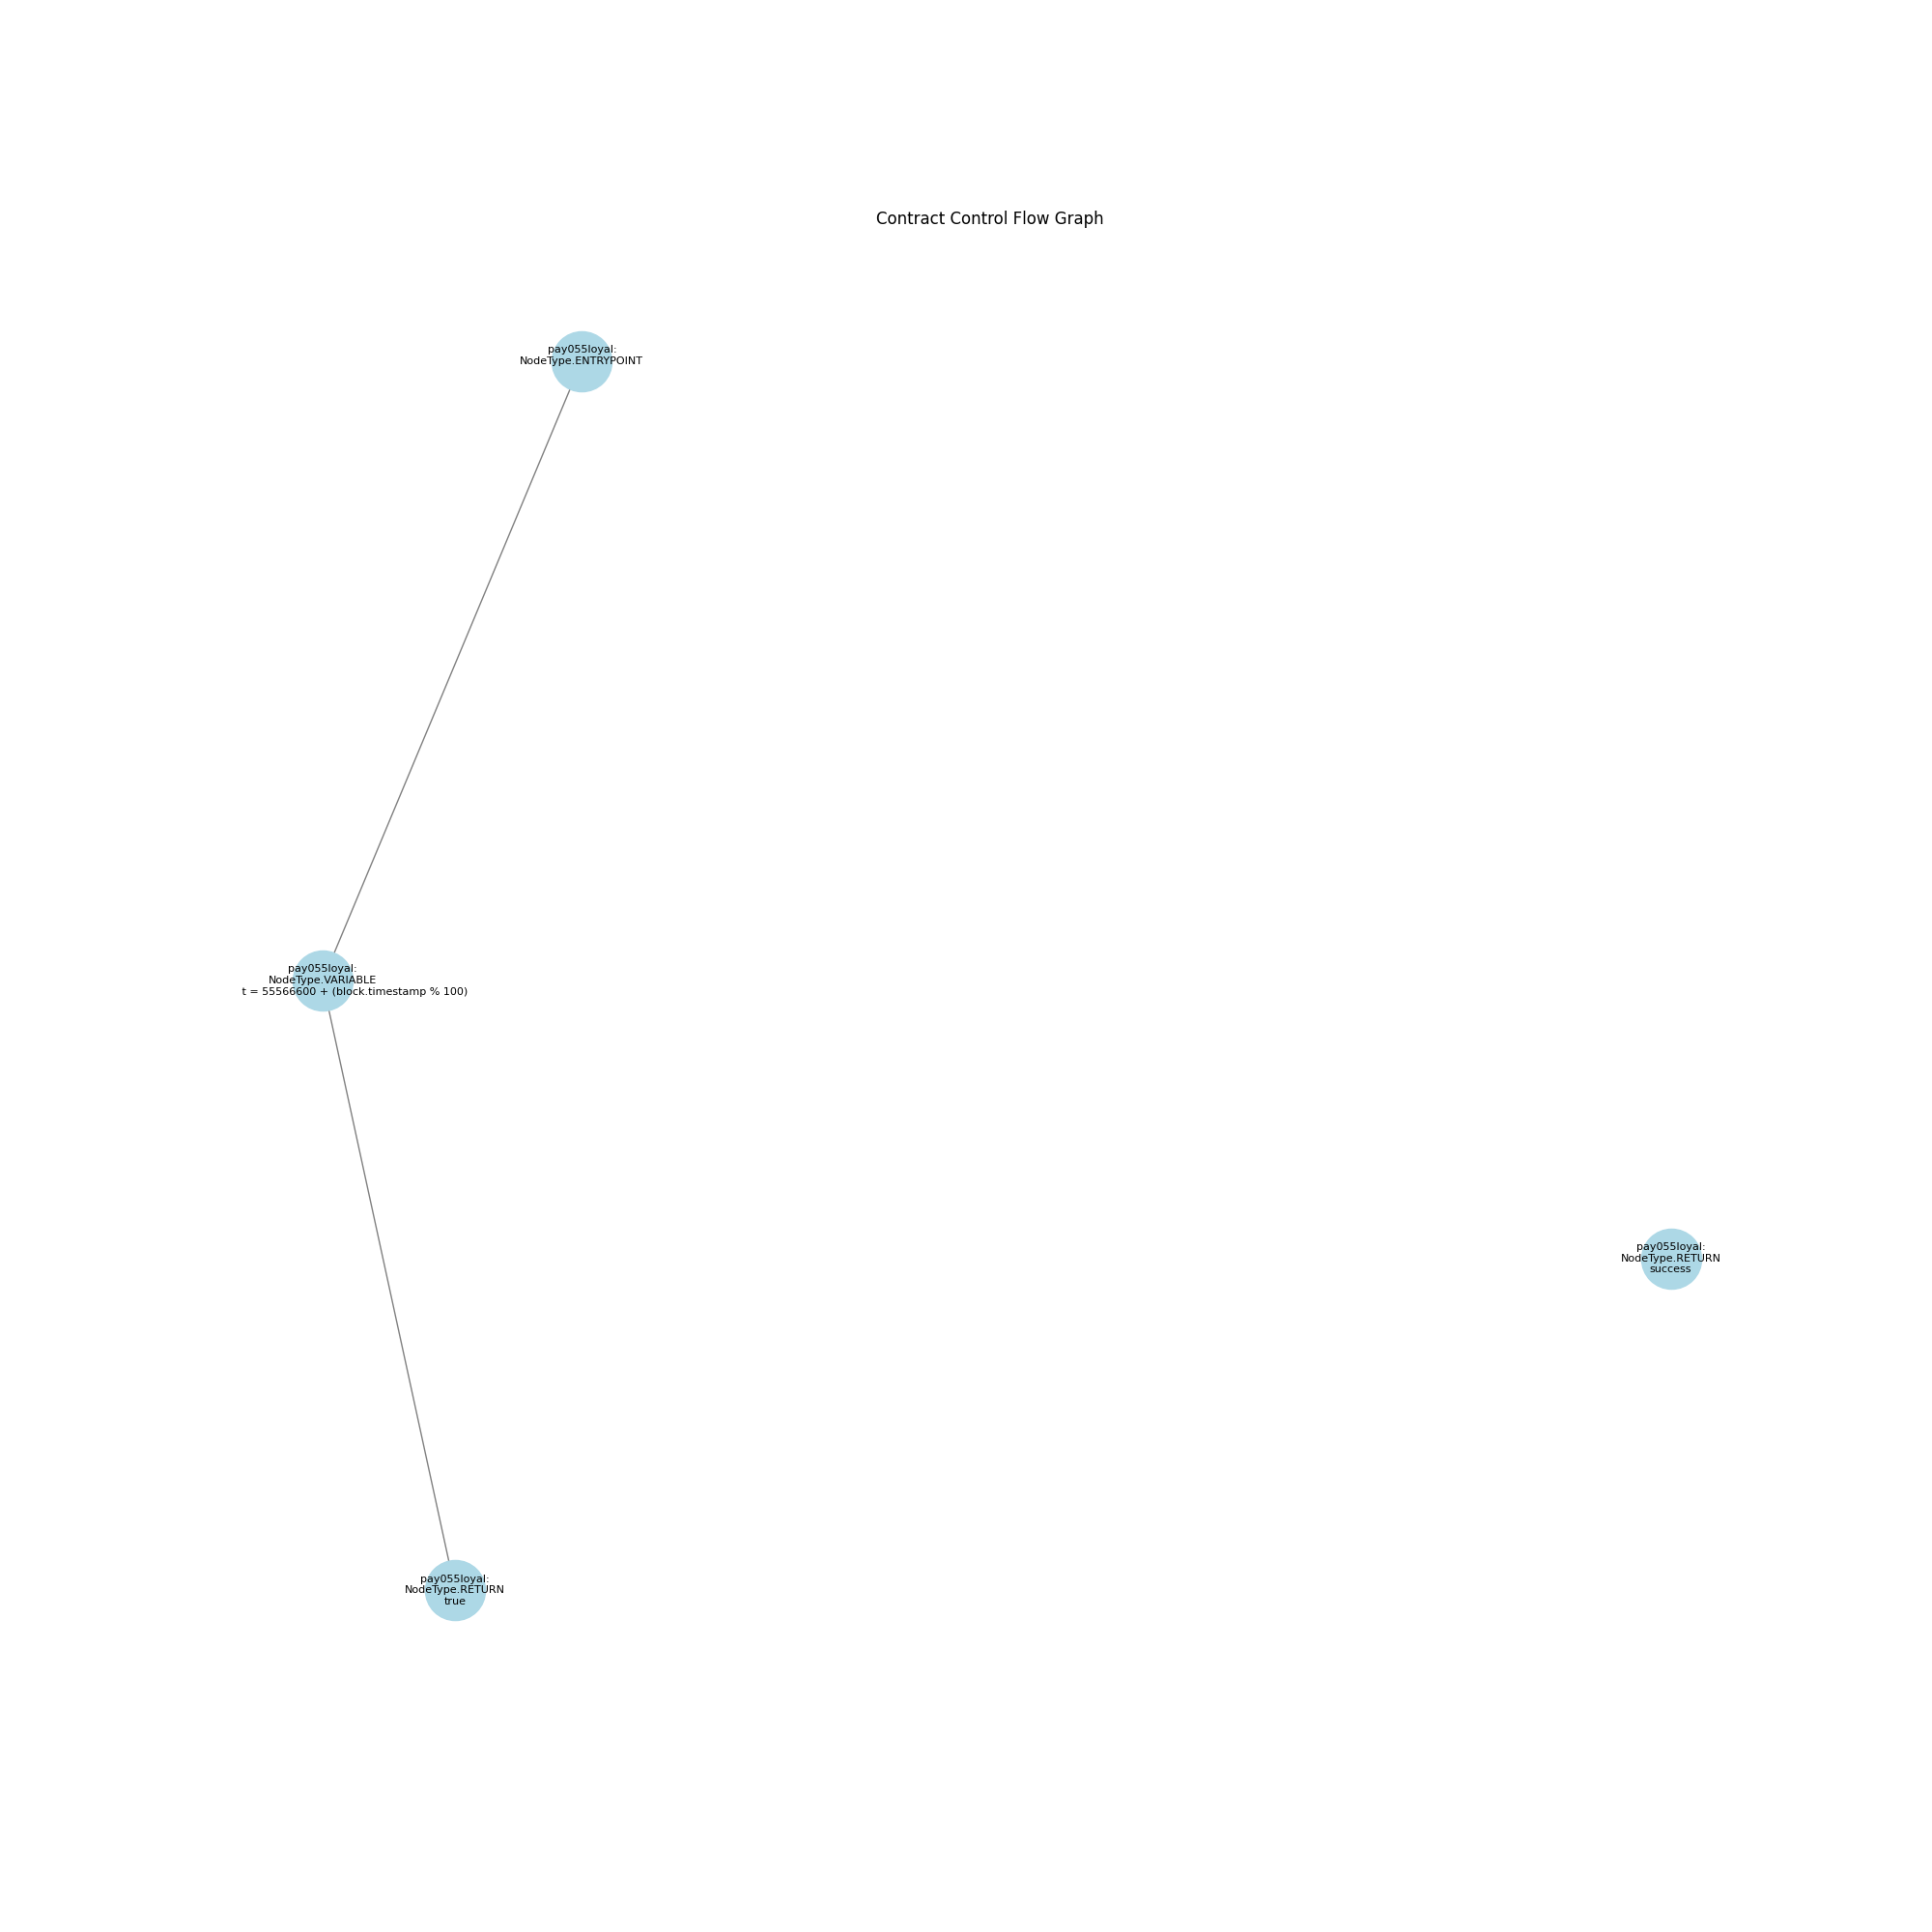 Contract Control Flow Graph
pay055loyal:
NodeType.ENTRYPOINT
pay055loyal:
NodeType.VARIABLE
t = 55566600 + (block.timestamp % 100)
pay055loyal:
NodeType.RETURN
success
pay055loyal:
NodeType.RETURN
true